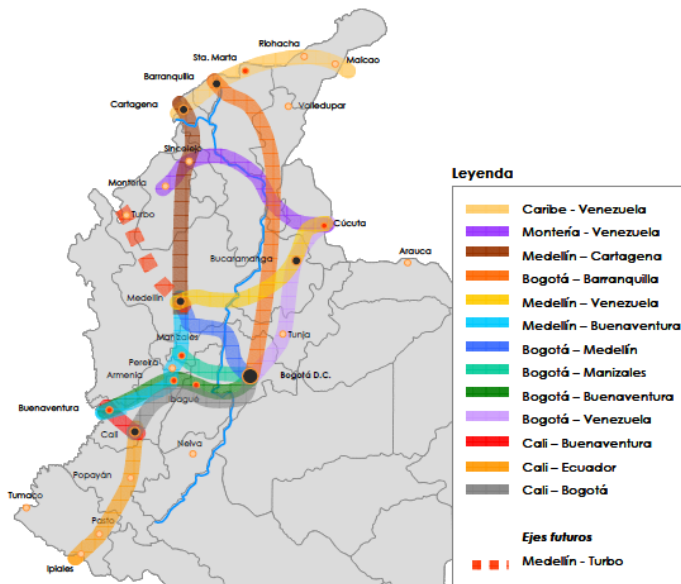 Riohacha
Sta. Marta
Maicao
Barranquilla
Cartagena
Valledupar
Sincelejo
Montería
Turbo
Cúcuta
Arauca
Bucaramanga
Medellín
Manizales
Tunja
Pereira
Armenia
Bogotá D.C.
Ibagué
Buenaventura
Cali
Neiva
Popayán
Tumaco
Pasto
Ipiales
Leyenda
Caribe - Venezuela
Montería - Venezuela
Medellín – Cartagena
Bogotá – Barranquilla
Medellín – Venezuela
Medellín – Buenaventura
Bogotá – Medellín
Bogotá – Manizales
Bogotá – Buenaventura
Bogotá – Venezuela
Cali – Buenaventura
Cali – Ecuador
Cali – Bogotá
Ejes futuros
Medellín - Turbo